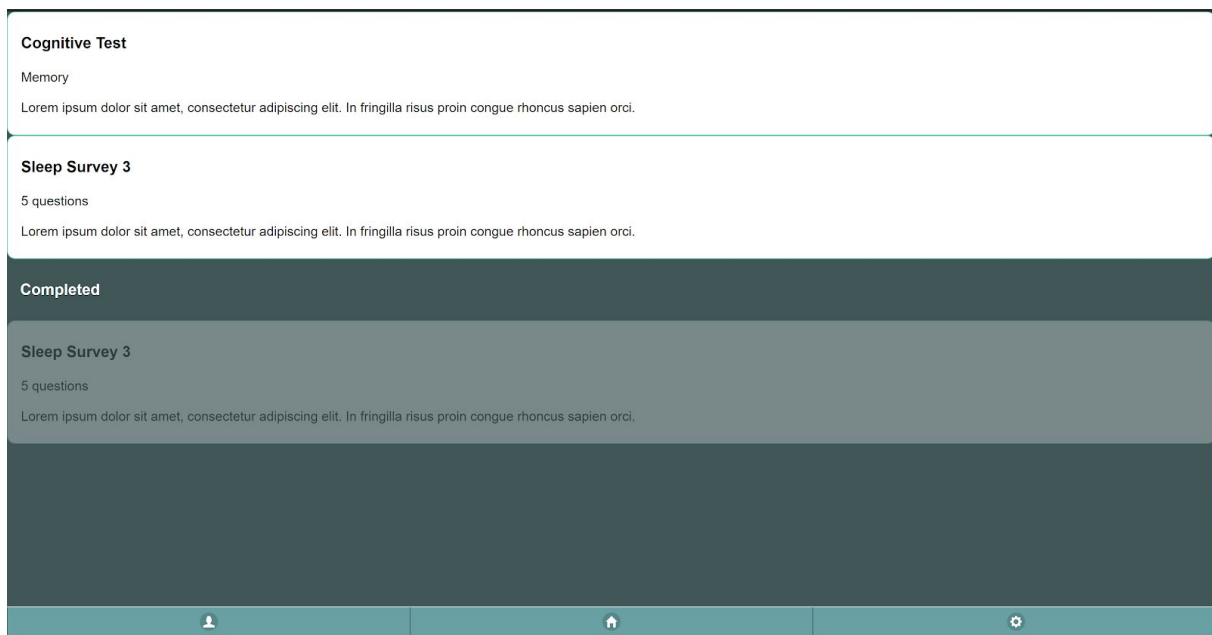 Cognitive Test
Memory
Lorem ipsum dolor sit amet, consectetur adipiscing elit. In fringilla risus proin congue rhoncus sapien orci.
Sleep Survey 3
5 questions
Lorem ipsum dolor sit amet, consectetur adipiscing elit. In fringilla risus proin congue rhoncus sapien orci.
Completed
Sleep Survey 3
5 questions
Lorem ipsum dolor sit amet, consectetur adipiscing elit. In fringilla risus proin congue rhoncus sapien orci.